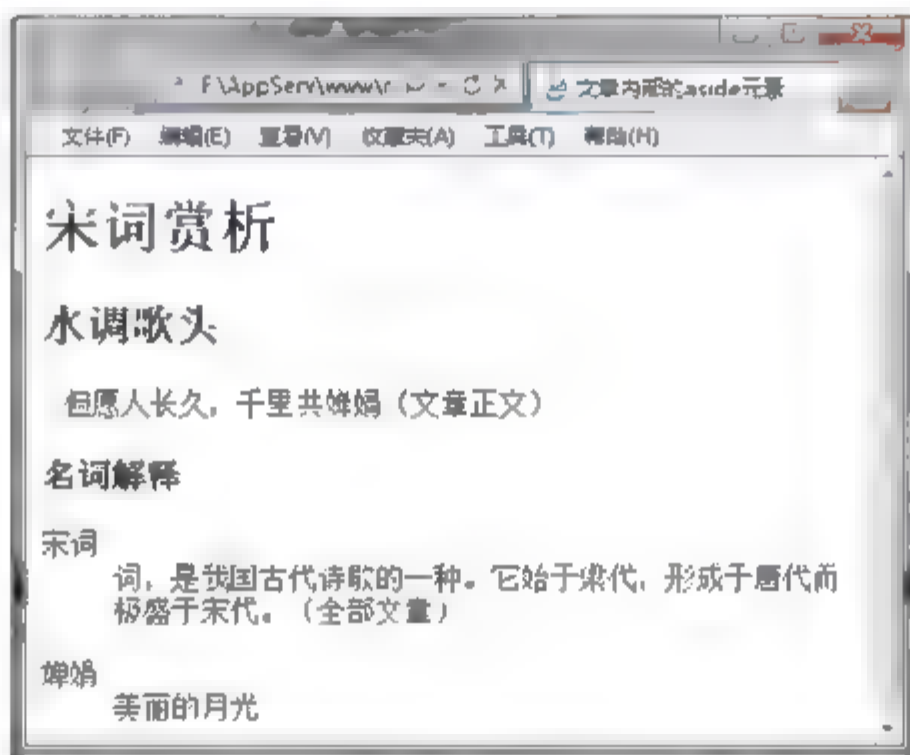 F:\AppServ\www\r
文章内部的aside元素
文件(F) 编辑(E) 查看(V) 收藏夹(A) 工具(T) 帮助(H)
宋词赏析
水调歌头
但愿人长久，千里共婵娟（文章正文）
名词解释
宋词
词，是我国古代诗歌的一种。它始于梁代，形成于唐代而
极盛于宋代。（全部文章）
婵娟
美丽的月光